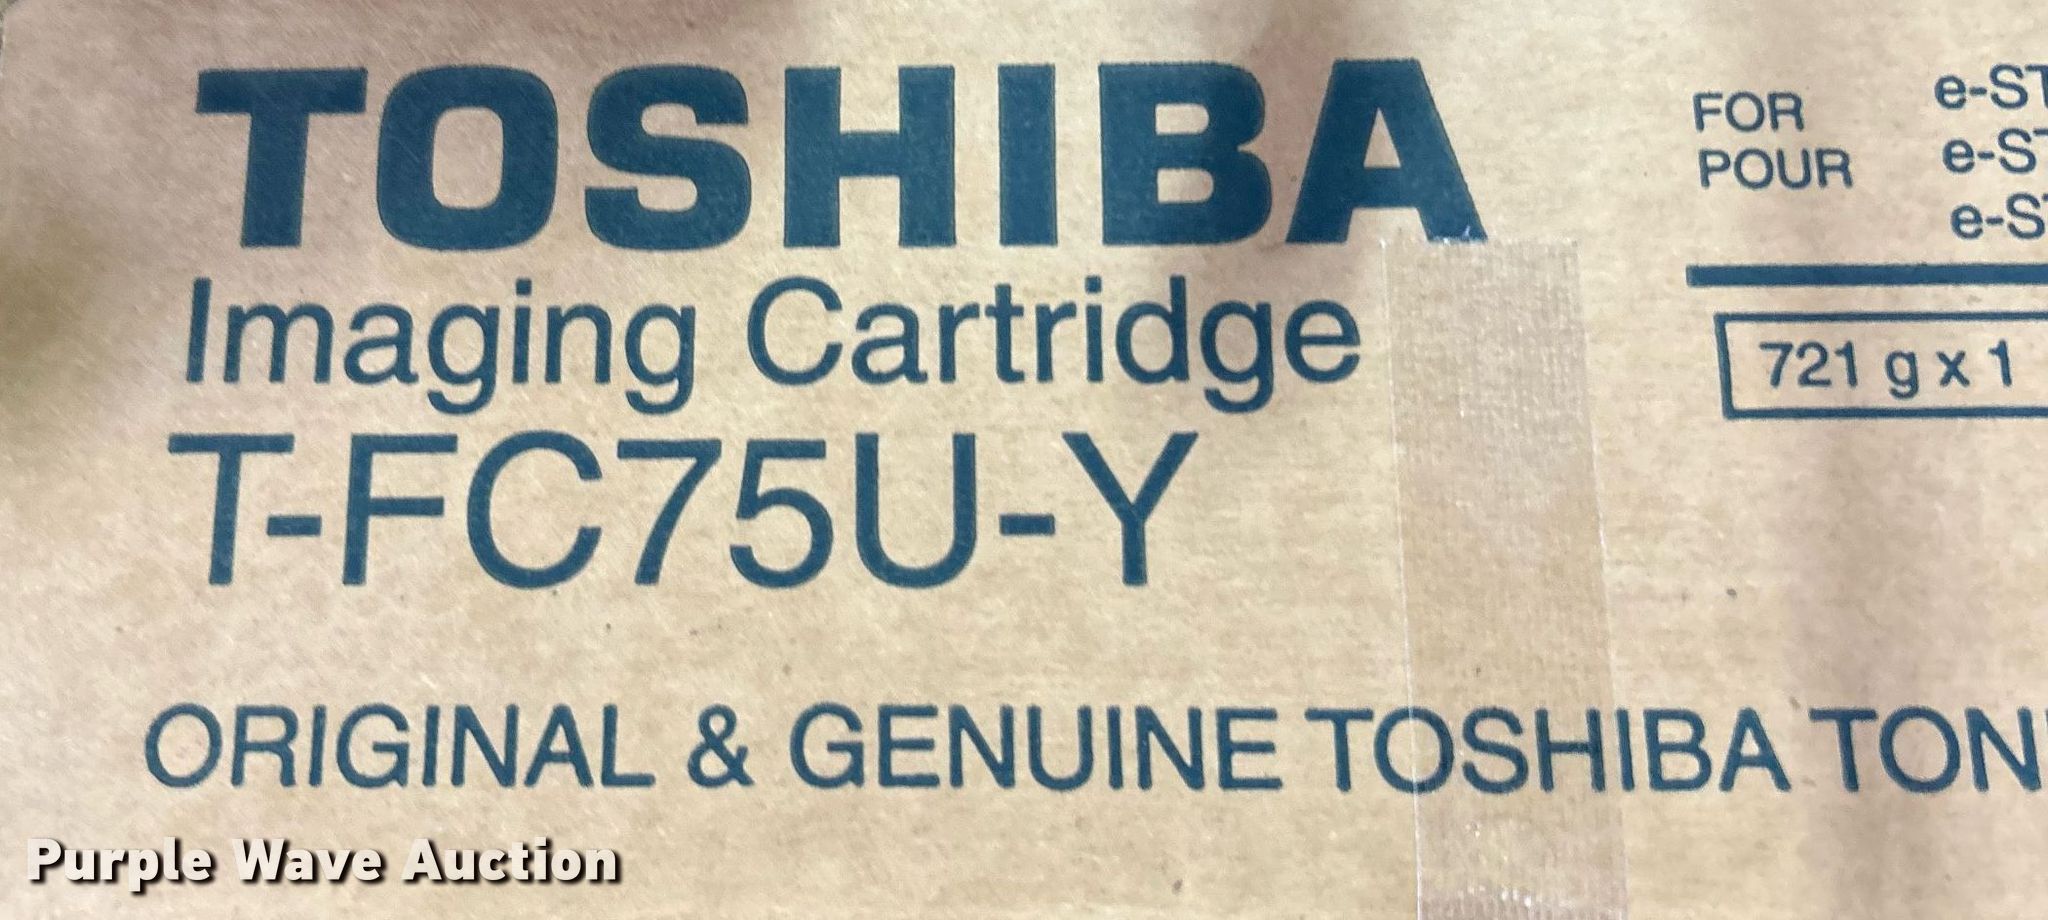 TOSHIBA
Imaging Cartridge
T-FC75U-Y
FOR
POUR
721 g x 1
ORIGINAL & GENUINE TOSHIBA
Purple Wave Auction